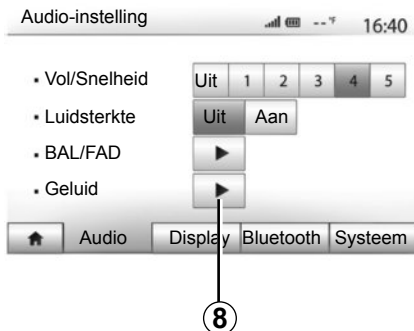 Audio-instelling -- °F 16:40
Vol/Snelheid Uit 1 2 3 4 5
Luidsterkte Uit Aan
BAL/FAD
Geluid
Audio Display Bluetooth Systeem
8